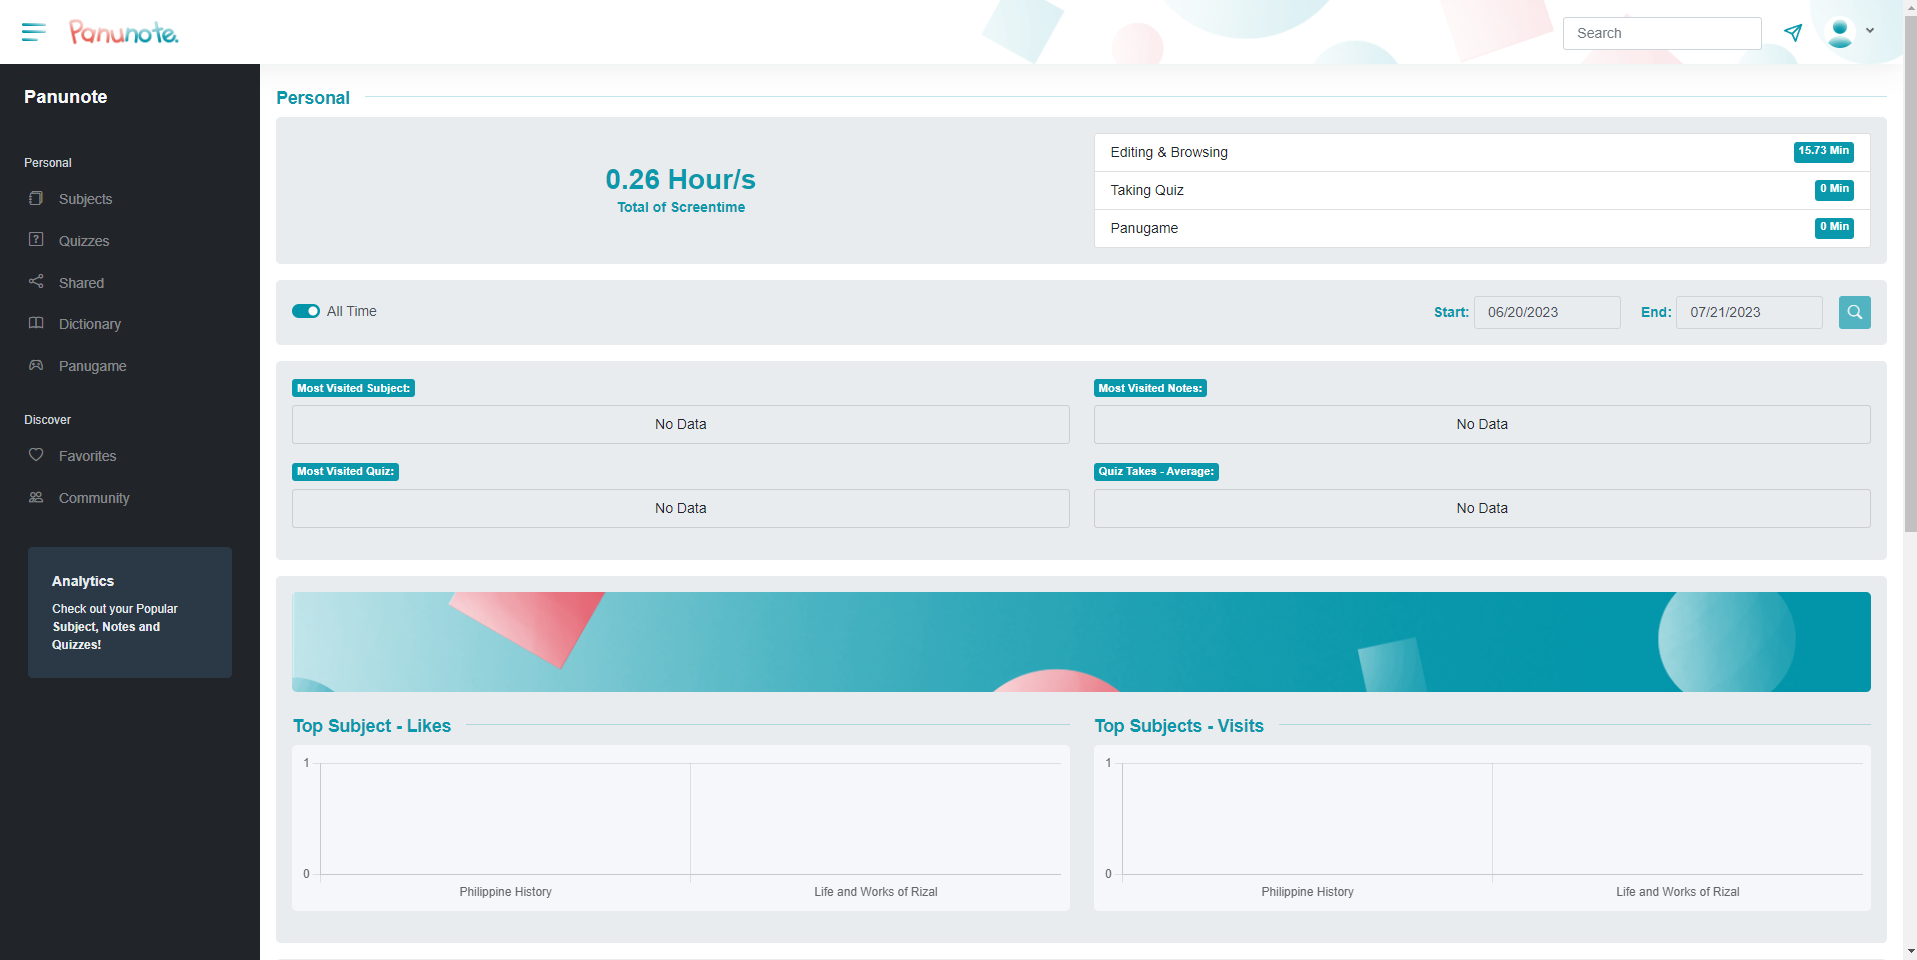 Panunote.
Search
Panunote
Personal
Subjects
Quizzes
Shared
Dictionary
Panugame
Discover
Favorites
Community
Analytics
Check out your Popular
Subject, Notes and
Quizzes!
Personal
0.26 Hour/s
Total of Screentime
Editing & Browsing
15.73 Min
Taking Quiz
0 Min
Panugame
0 Min
All Time
Start: 06/20/2023
End: 07/21/2023
Most Visited Subject:
No Data
Most Visited Notes:
No Data
Most Visited Quiz:
No Data
Quiz Takes - Average:
No Data
Top Subject - Likes
1
0
Philippine History
Life and Works of Rizal
Top Subjects - Visits
1
0
Philippine History
Life and Works of Rizal